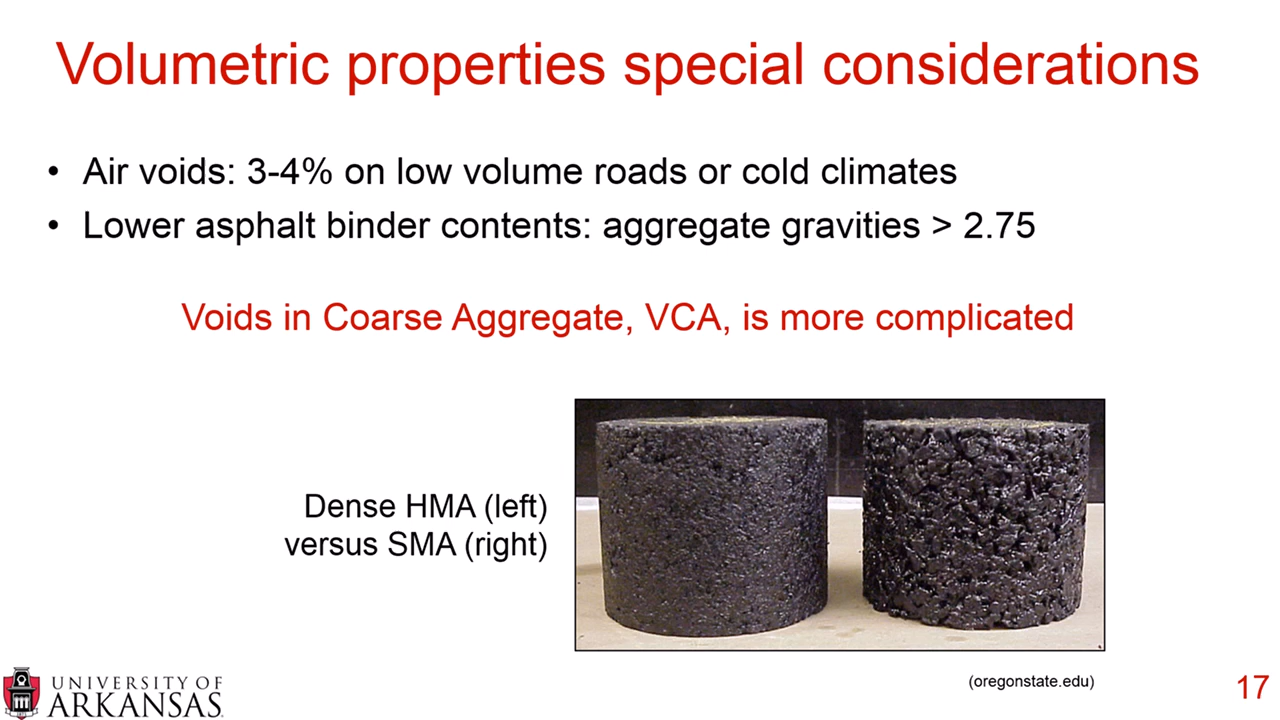 Volumetric properties special considerations
• Air voids: 3-4% on low volume roads or cold climates
• Lower asphalt binder contents: aggregate gravities > 2.75
Voids in Coarse Aggregate, VCA, is more complicated
Dense HMA (left)
versus SMA (right)
(oregonstate.edu)
UNIVERSITY OF
ARKANSAS
17